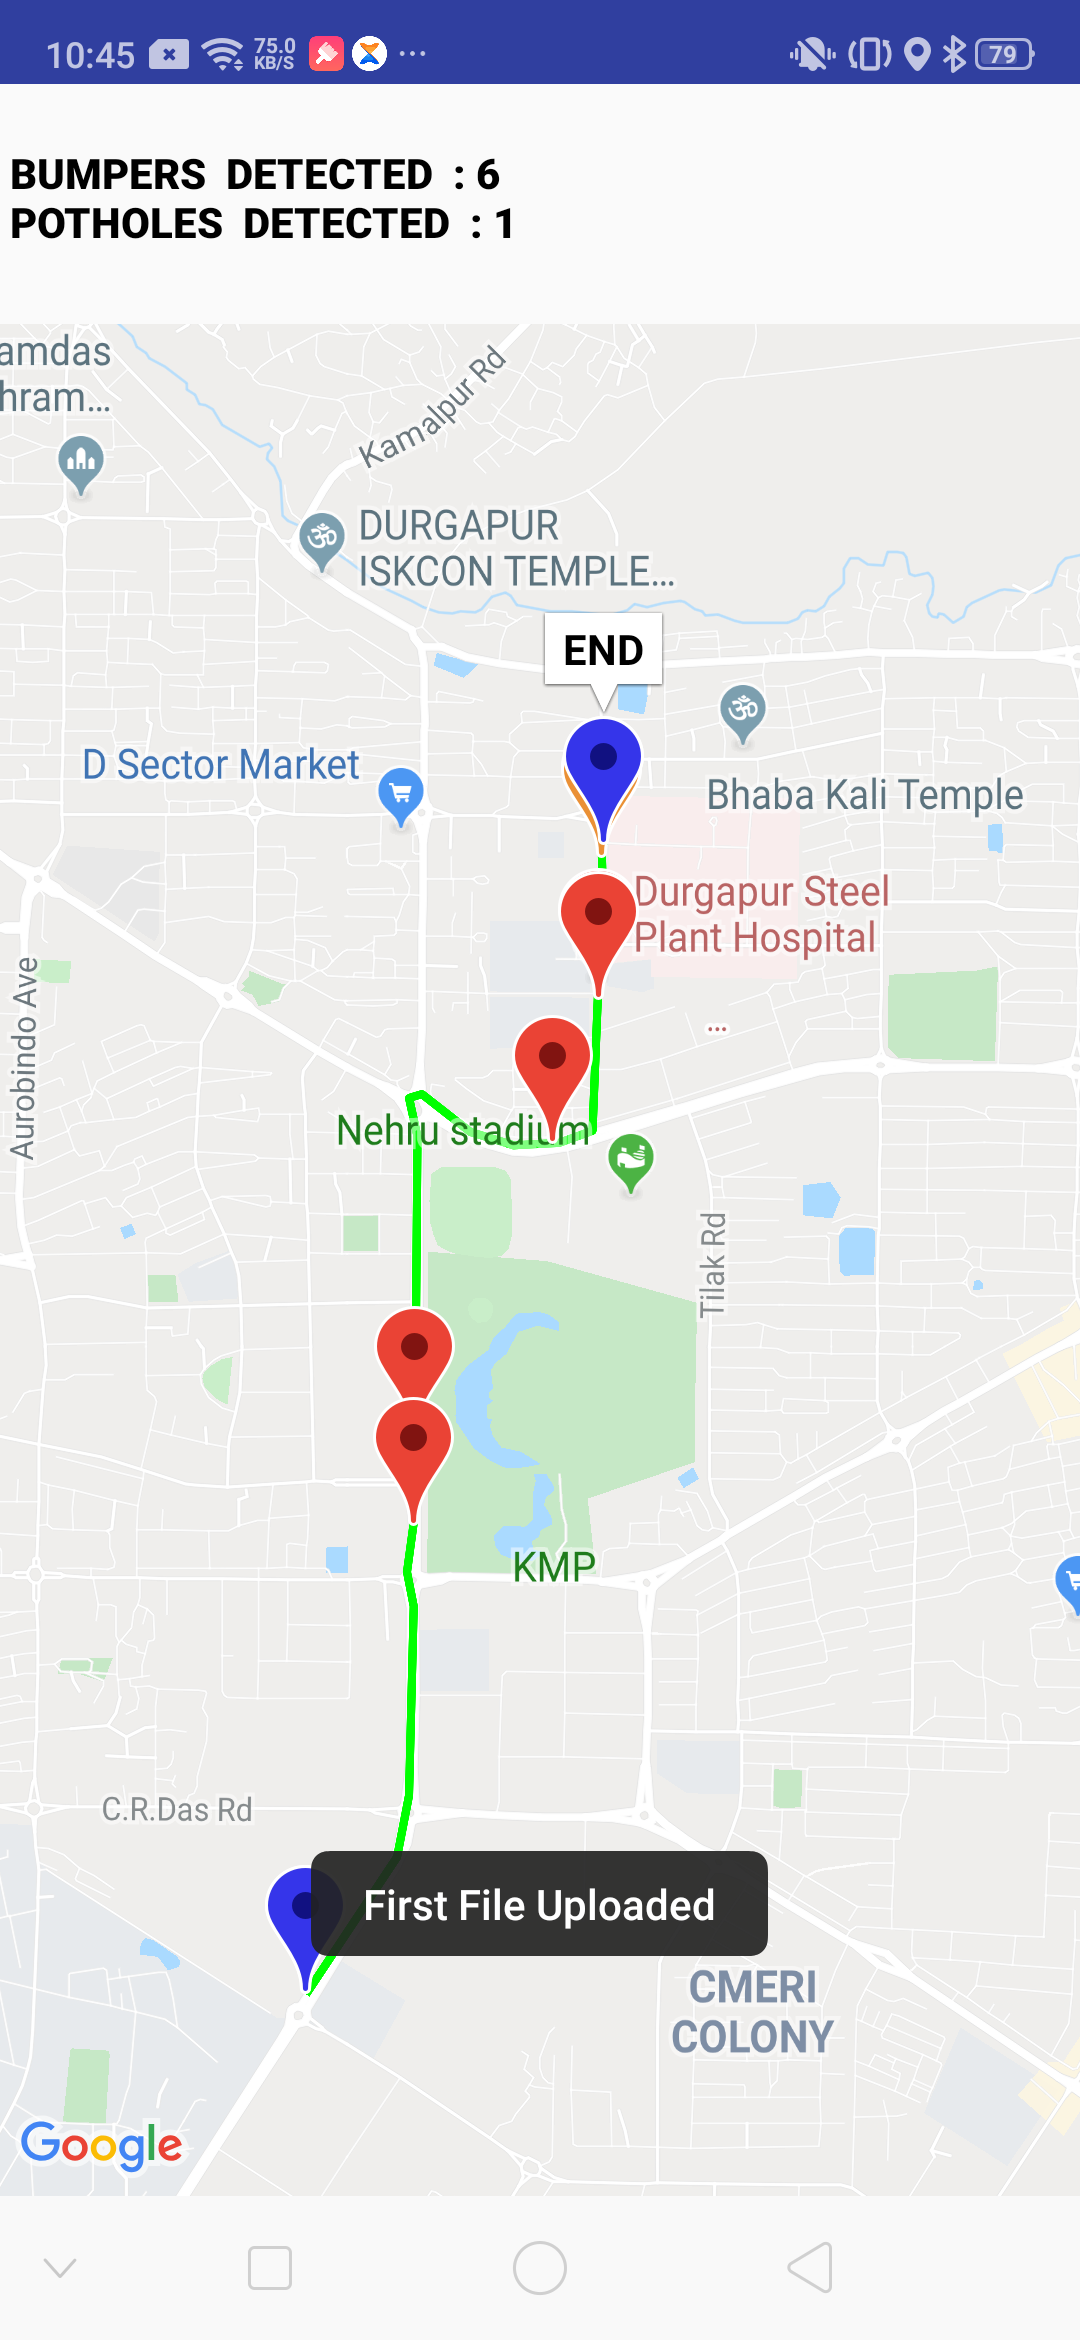 10:45
75.0
KB/S
79
BUMPERS DETECTED : 6
POTHOLES DETECTED : 1
amdas
hram...
Kamalpur Rd
DURGAPUR
ISKCON TEMPLE...
END
D Sector Market
Bhaba Kali Temple
Durgapur Steel
Plant Hospital
...
Aurobindo Ave
Nehru stadium
Tilak Rd
KMP
C.R.Das Rd
First File Uploaded
CMERI
COLONY
Google